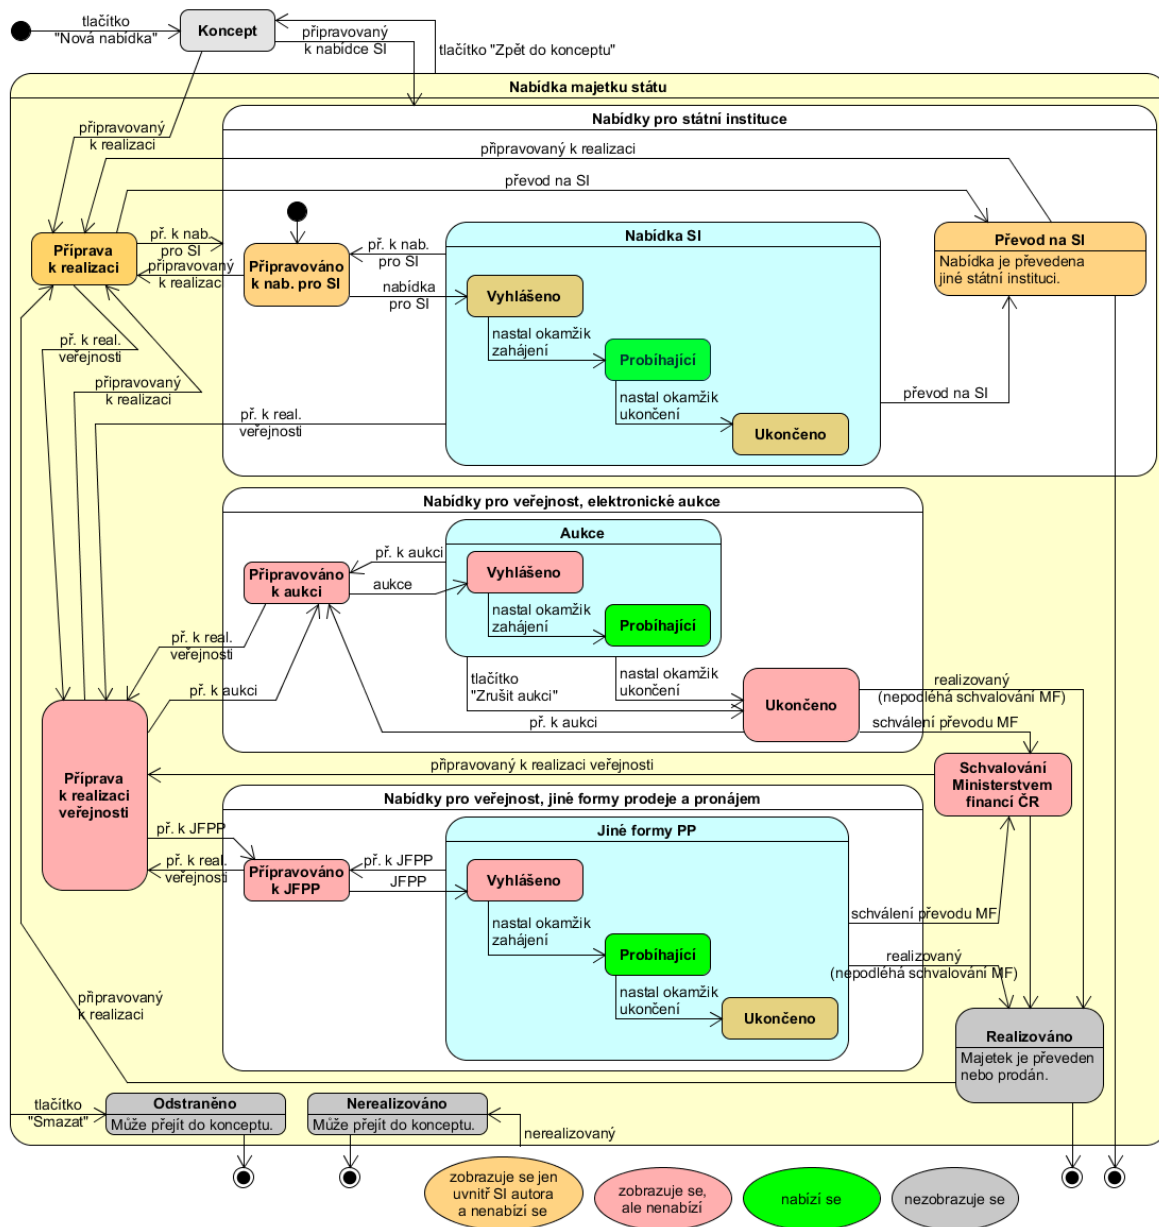 tlačítko
"Nová nabídka"
Koncept
připravovaný
k nabídce SI
tlačítko "Zpět do konceptu"
Nabídka majetku státu
připravovaný
k realizaci
Nabídky pro státní instituce
připravovaný k realizaci
převod na SI
Příprava
k realizaci
př. k nab.
pro SI
připravovaný
k realizac
Připravováno
k nab. pro SI
př. k nab.
pro SI
nabídka
pro SI
Nabídka SI
Vyhlášeno
nastal okamžik
zahájení
Probíhající
nastal okamžik
ukončení
Ukončeno
Převod na SI
Nabídka je převedena
jiné státní instituci.
převod na SI
př. k real.
veřejnosti
připravovaný
k realizaci
př. k real.
veřejnosti
Nabídky pro veřejnost, elektronické aukce
Aukce
př. k aukci
Připravováno
k aukci
aukce
Vyhlášeno
nastal okamžik
zahájení
Probíhající
př. k real.
veřejnosti
př. k aukci
tlačítko
"Zrušit aukci"
nastal okamžik
ukončení
Ukončeno
př. k aukci
realizovaný
(nepodléhá schvalování MF)
schválení převodu MF
připravovaný k realizaci veřejnosti
Schvalování
Ministerstvem
financí ČR
Příprava
k realizaci
veřejnosti
Nabídky pro veřejnost, jiné formy prodeje a pronájem
Jiné formy PP
př. k JFPP
př. k real.
veřejnosti
Přípravováno
k JFPP
př. k JFPP
JFPP
Vyhlášeno
nastal okamžik
zahájení
Probíhající
nastal okamžik
ukončení
Ukončeno
schválení převodu MF
realizovaný
(nepodléhá schvalování MF)
připravovaný
k realizaci
Realizováno
Majetek je převeden
nebo prodán.
tlačítko
"Smazat"
Odstraněno
Může přejít do konceptu.
Nerealizováno
Může přejít do konceptu.
nerealizovaný
zobrazuje se jen
uvnitř SI autora
a nenabízí se
zobrazuje se,
ale nenabízí
nabízí se
nezobrazuje se